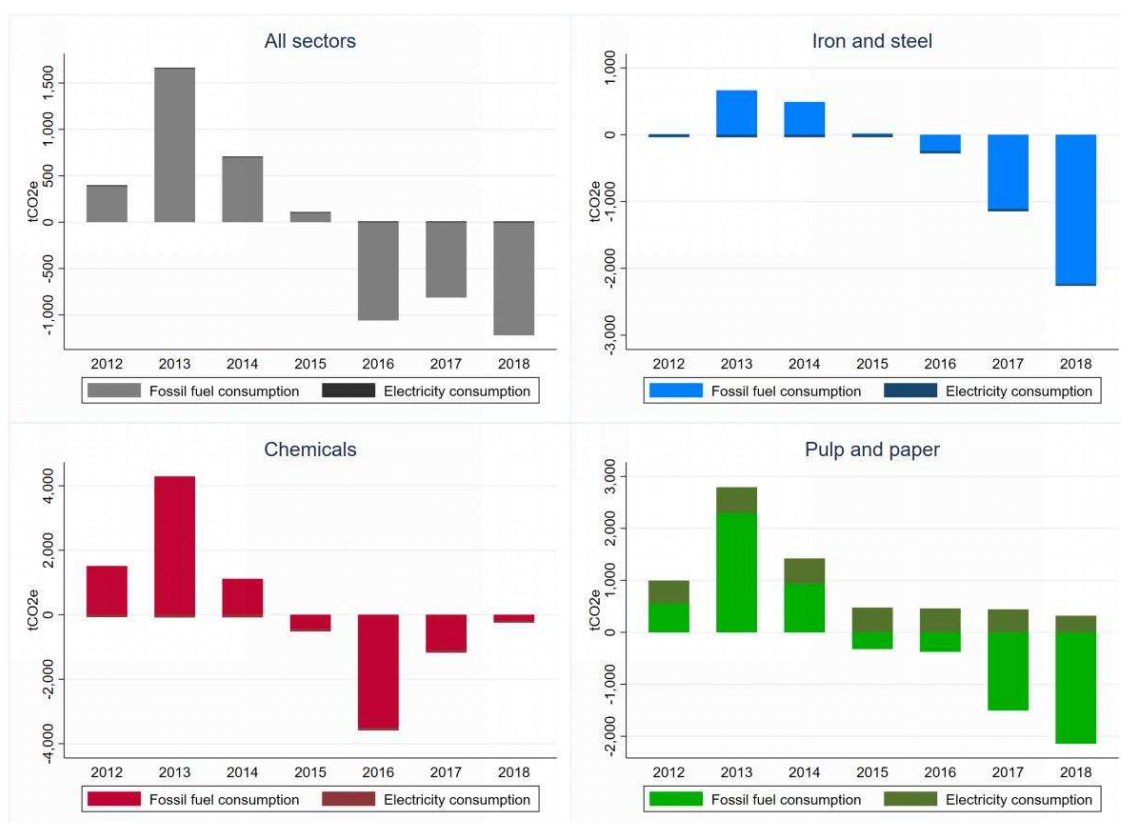 All sectors
tCO2e
1,500
1,000
500
0
-500
-1,000
2012 2013 2014 2015 2016 2017 2018
Fossil fuel consumption Electricity consumption
Iron and steel
tCO2e
1,000
0
-1,000
-2,000
-3,000
2012 2013 2014 2015 2016 2017 2018
Fossil fuel consumption Electricity consumption
Chemicals
tCO2e
4,000
2,000
0
-2,000
-4,000
2012 2013 2014 2015 2016 2017 2018
Fossil fuel consumption Electricity consumption
Pulp and paper
tCO2e
3,000
2,000
1,000
0
-1,000
-2,000
2012 2013 2014 2015 2016 2017 2018
Fossil fuel consumption Electricity consumption